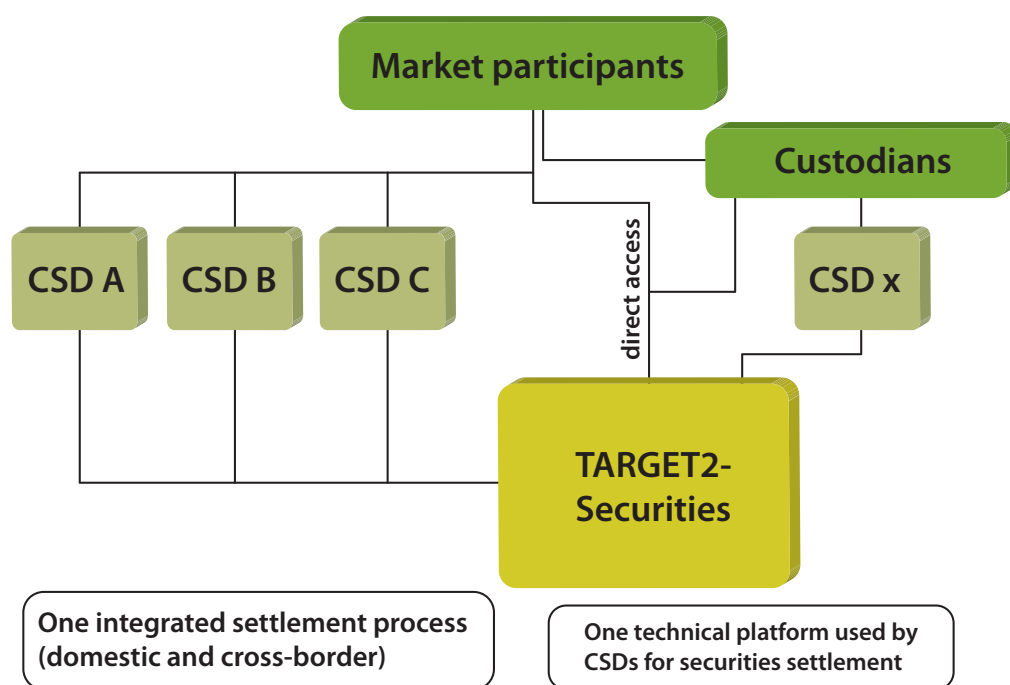 Market participants
Custodians
CSD A
CSD B
CSD C
direct access
CSD x
TARGET2-
Securities
One integrated settlement process
(domestic and cross-border)
One technical platform used by
CSDs for securities settlement